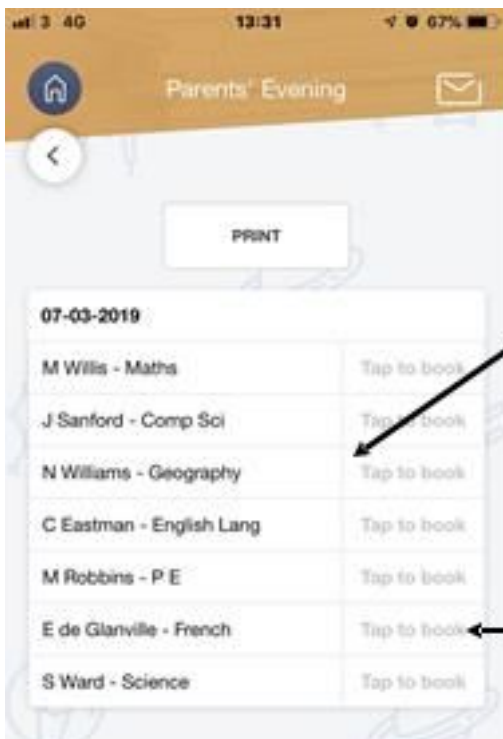 3 4G 13:31 67%
Parents' Evening
PRINT
07-03-2019
M Willis - Maths Tap to book
J Sanford - Comp Sci Tap to book
N Williams - Geography Tap to book
C Eastman - English Lang Tap to book
M Robbins - P E Tap to book
E de Glanville - French Tap to book
S Ward - Science Tap to book